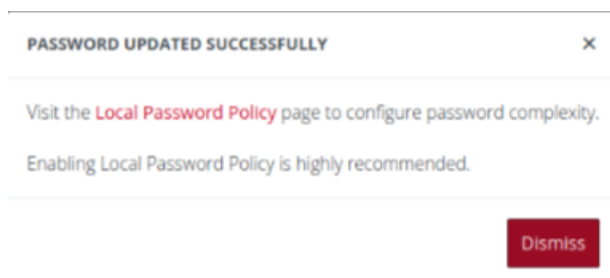 PASSWORD UPDATED SUCCESSFULLY ×
Visit the Local Password Policy page to configure password complexity.
Enabling Local Password Policy is highly recommended.
Dismiss